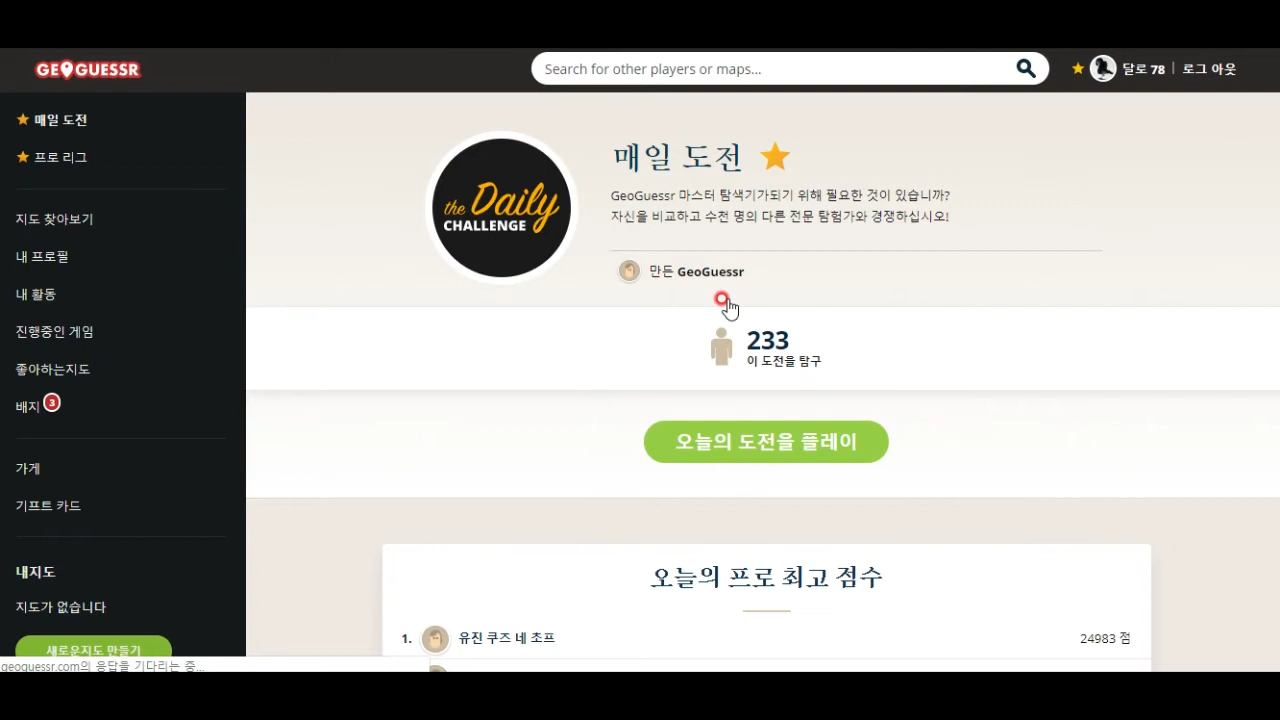 GEOGUESSR
Search for other players or maps...
달로 78 | 로그 아웃
매일 도전
프로 리그
지도 찾아보기
내 프로필
내 활동
진행중인 게임
좋아하는지도
배지 3
가게
기프트 카드
내지도
지도가 없습니다
새로운지도 만들기
geoguessr.com의 응답을 기다리는 중...
the Daily
CHALLENGE
매일 도전
GeoGuessr 마스터 탐색기가되기 위해 필요한 것이 있습니까?
자신을 비교하고 수천 명의 다른 전문 탐험가와 경쟁하십시오!
만든 GeoGuessr
233
이 도전을 탐구
오늘의 도전을 플레이
오늘의 프로 최고 점수
1. 유진 쿠즈 네 초프 24983 점